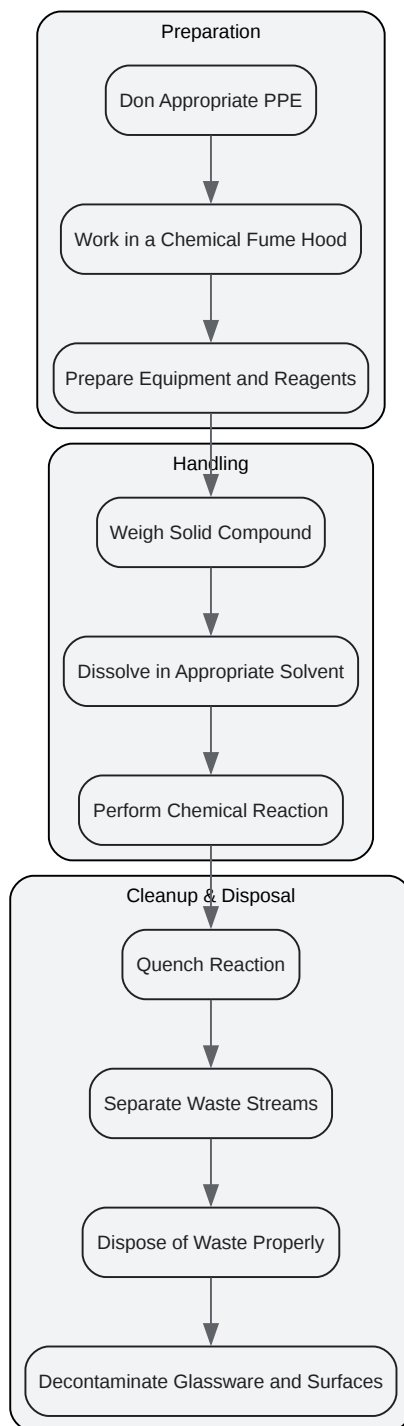 Preparation
Don Appropriate PPE
Work in a Chemical Fume Hood
Prepare Equipment and Reagents
Handling
Weigh Solid Compound
Dissolve in Appropriate Solvent
Perform Chemical Reaction
Cleanup & Disposal
Quench Reaction
Separate Waste Streams
Dispose of Waste Properly
Decontaminate Glassware and Surfaces